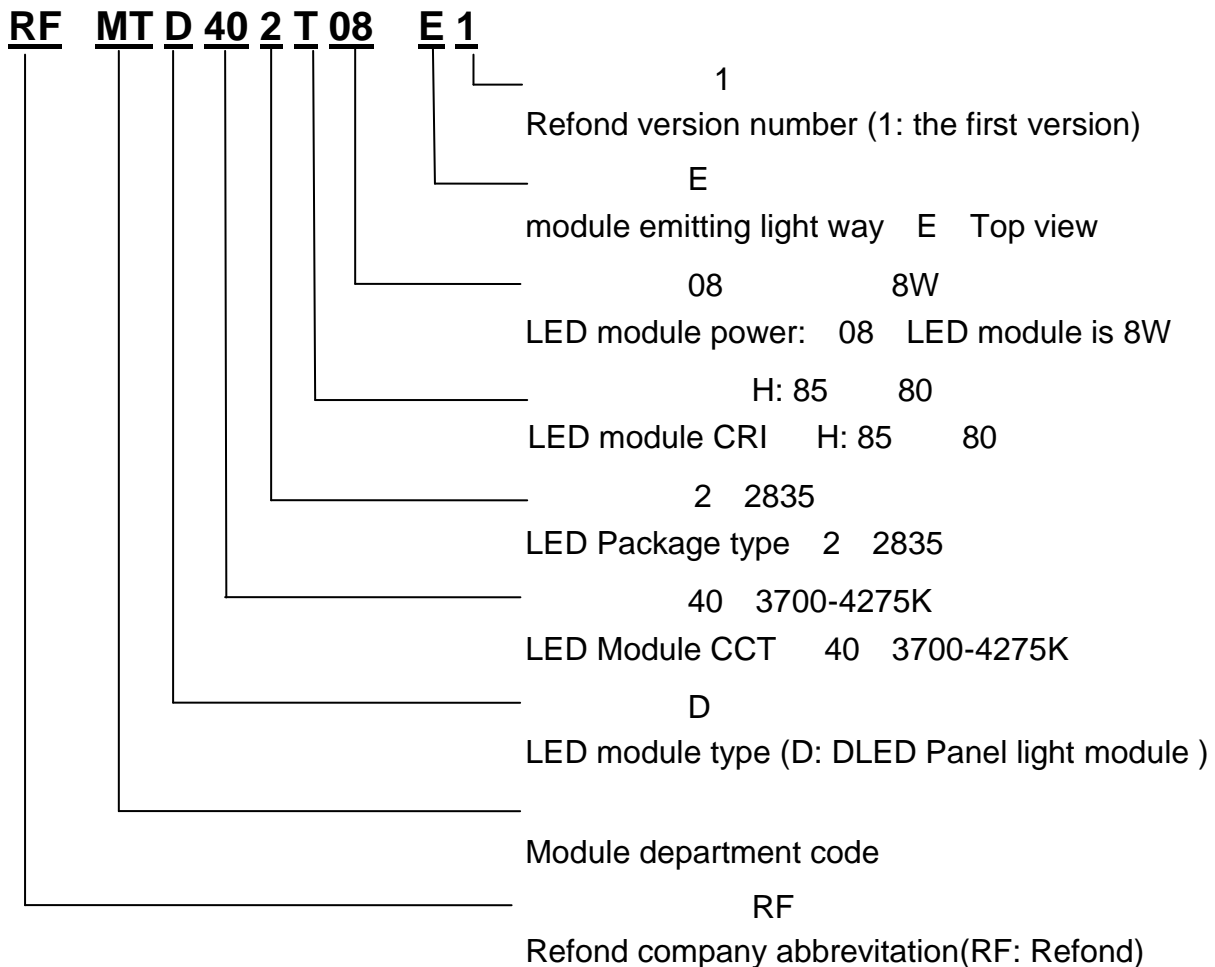 RF MT D 40 2 T 08 E 1
1
Refond version number (1: the first version)
E
module emitting light way E Top view
08 8W
LED module power: 08 LED module is 8W
H: 85 80
LED module CRI H: 85 80
2 2835
LED Package type 2 2835
40 3700-4275K
LED Module CCT 40 3700-4275K
D
LED module type (D: DLED Panel light module )
Module department code
RF
Refond company abbrevitation(RF: Refond)